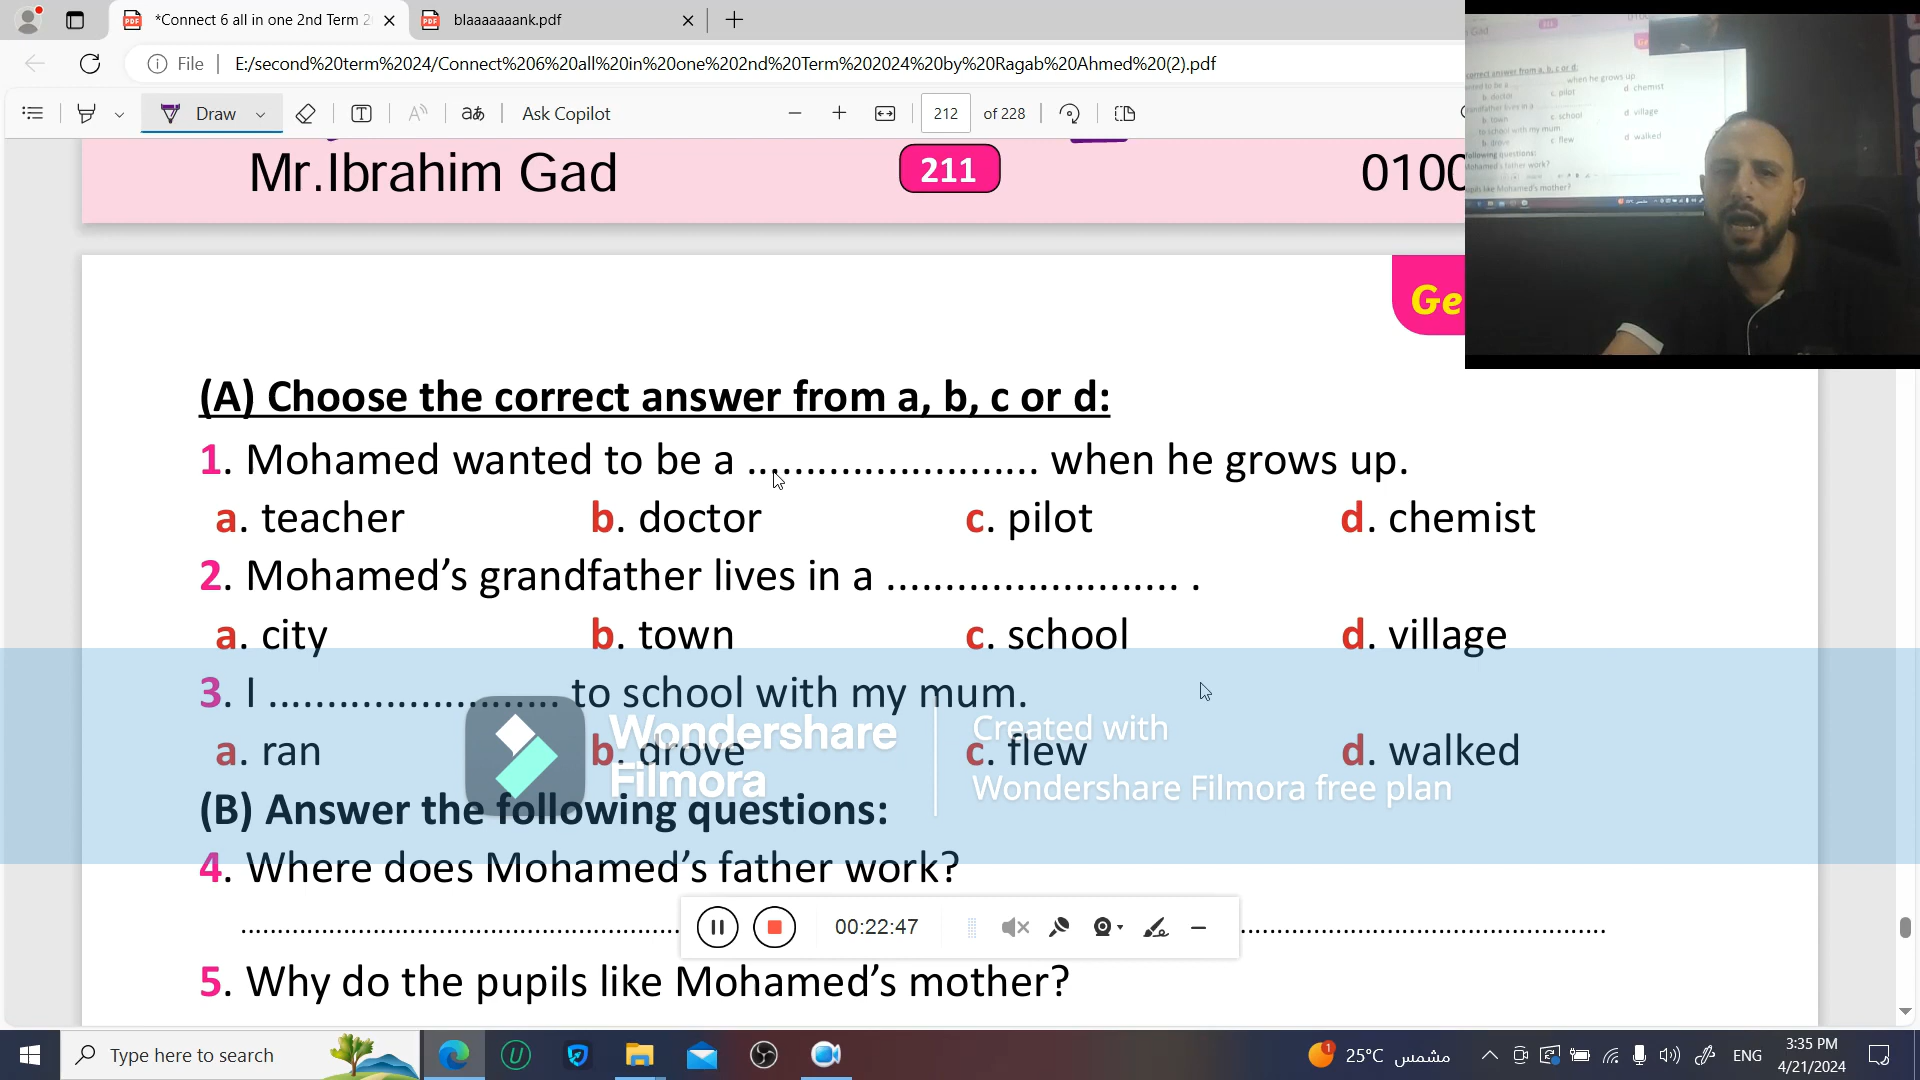 *Connect 6 all in one 2nd Term 2
blaaaaaaank.pdf
File
E:/second%20term%2024/Connect%206%20all%20in%20one%202nd%20Term%202024%20by%20Ragab%20Ahmed%20(2).pdf
Draw
Ask Copilot
212 of 228
Mr.Ibrahim Gad
211
0100
Ge
(A) Choose the correct answer from a, b, c or d:
1. Mohamed wanted to be a ......................... when he grows up.
a. teacher b. doctor c. pilot d. chemist
2. Mohamed’s grandfather lives in a ......................... .
a. city b. town c. school d. village
3. I ......................... to school with my mum.
a. ran b. drove c. flew d. walked
Wondershare Filmora
Created with
Wondershare Filmora free plan
(B) Answer the following questions:
4. Where does Mohamed’s father work?
00:22:47
5. Why do the pupils like Mohamed’s mother?
Type here to search
25°C مشمس
ENG
3:35 PM
4/21/2024